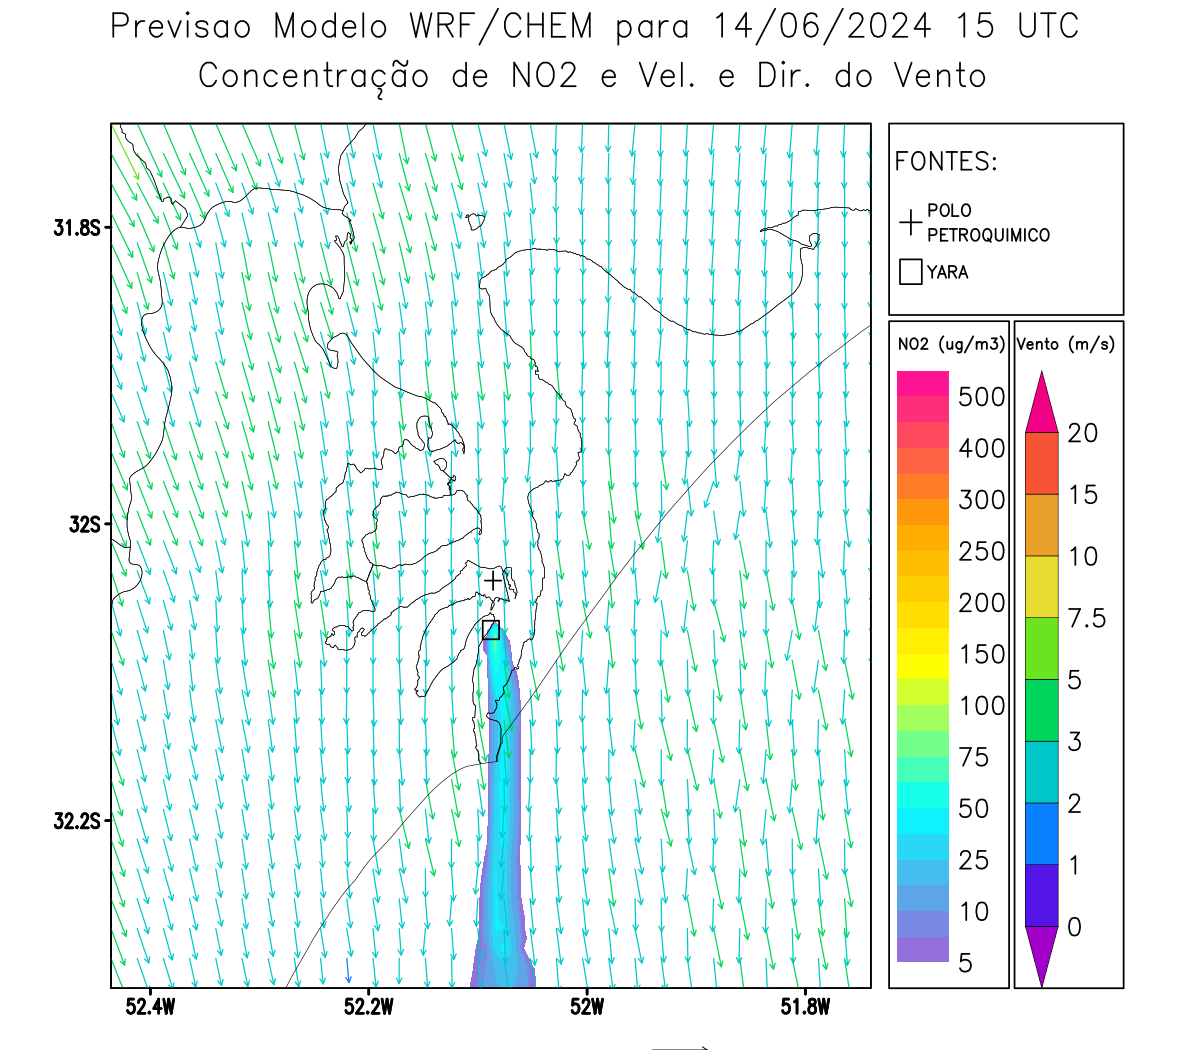 Previsao Modelo WRF/CHEM para 14/06/2024 15 UTC
Concentração de NO2 e Vel. e Dir. do Vento
FONTES:
POLO
PETROQUIMICO
YARA
NO2 (ug/m3)
500
400
300
250
200
150
100
75
50
25
10
5
Vento (m/s)
20
15
10
7.5
5
3
2
1
0
31.8S
32S
32.2S
52.4W
52.2W
52W
51.8W